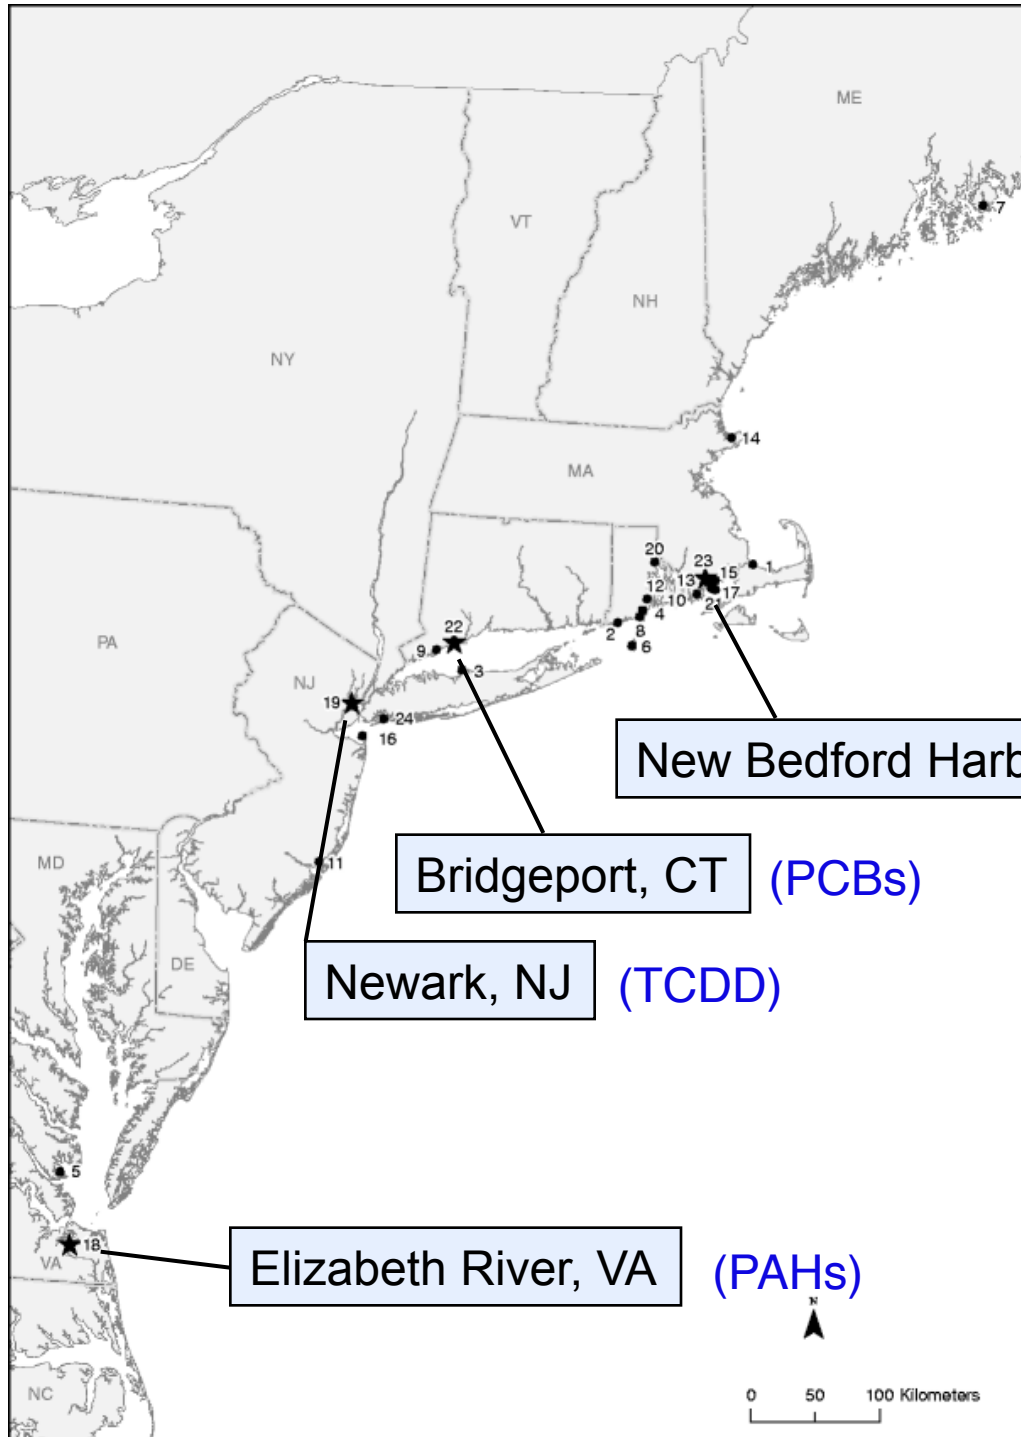 ME
7
VT
NH
NY
14
MA
20
23
15
1
13
17
12
10
21
4
2
8
22
6
PA
9
3
NJ
19
24
16
New Bedford Harb
Bridgeport, CT (PCBs)
MD
11
Newark, NJ (TCDD)
DE
5
18
VA
Elizabeth River, VA (PAHs)
N
NC
0 50 100 Kilometers